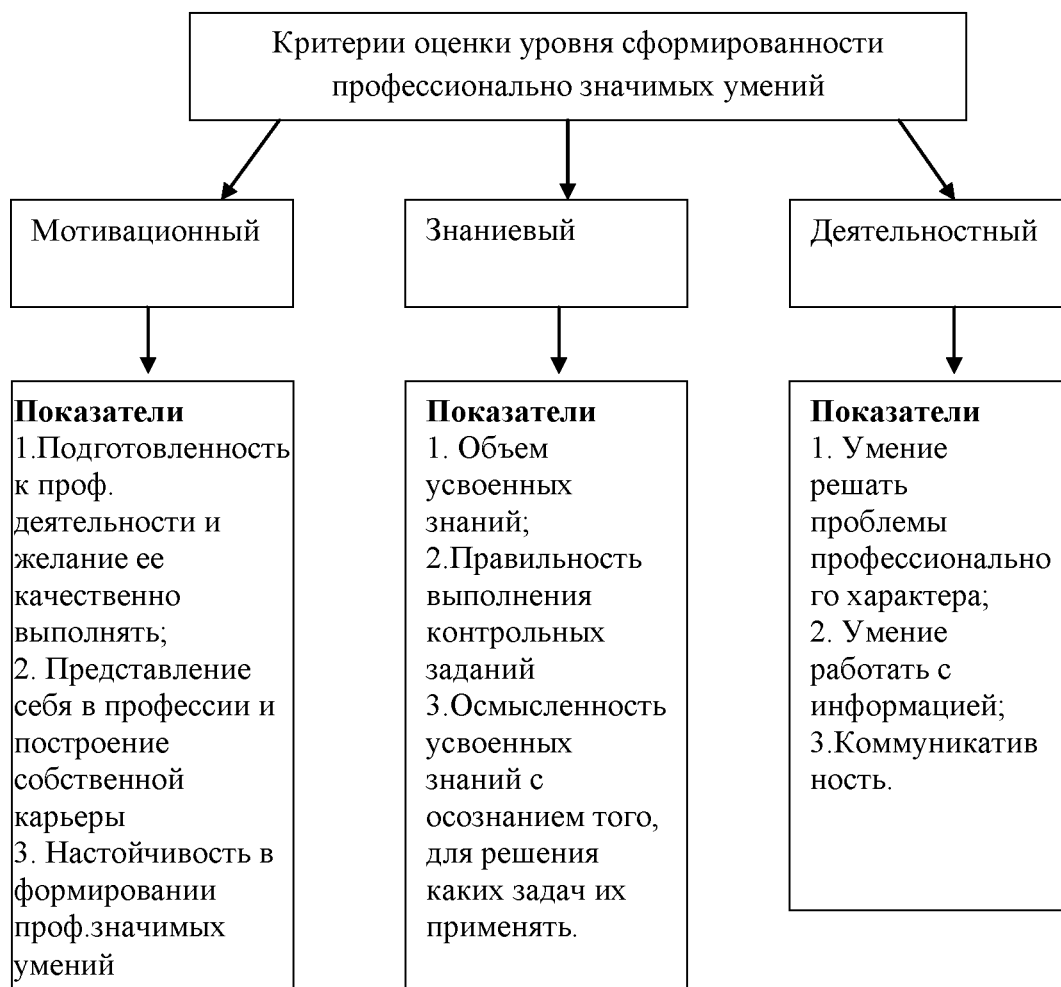 Критерии оценки уровня сформированности
профессионально значимых умений
Мотивационный
Знаниевый
Деятельностный
Показатели
1.Подготовленность
к проф.
деятельности и
желание ее
качественно
выполнять;
2. Представление
себя в профессии и
построение
собственной
карьеры
3. Настойчивость в
формировании
проф.значимых
умений
Показатели
1. Объем
усвоенных
знаний;
2.Правильность
выполнения
контрольных
заданий
3.Осмысленность
усвоенных
знаний с
осознанием того,
для решения
каких задач их
применять.
Показатели
1. Умение
решать
проблемы
профессионально
го характера;
2. Умение
работать с
информацией;
3.Коммуникатив
ность.